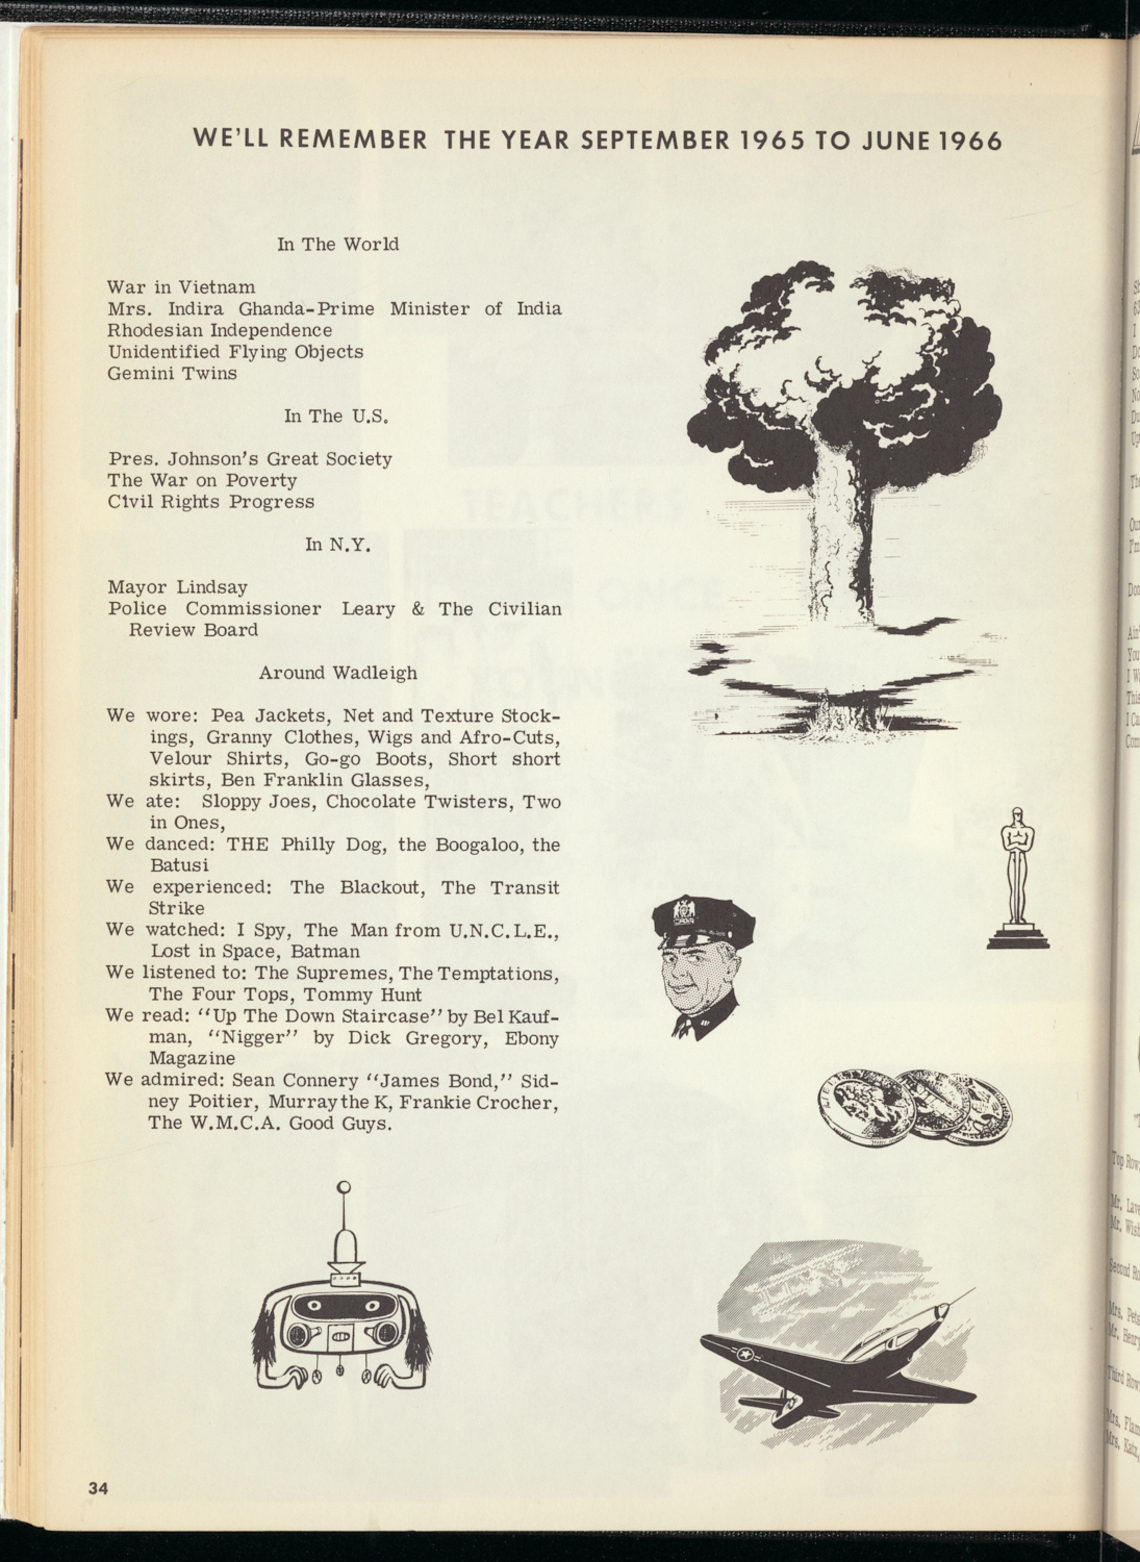 WE'LL REMEMBER THE YEAR SEPTEMBER 1965 TO JUNE 1966
In The World
War in Vietnam
Mrs. Indira Ghanda-Prime Minister of India
Rhodesian Independence
Unidentified Flying Objects
Gemini Twins
In The U.S.
Pres. Johnson's Great Society
The War on Poverty
Civil Rights Progress
In N.Y.
Mayor Lindsay
Police Commissioner Leary & The Civilian
Review Board
Around Wadleigh
We wore: Pea Jackets, Net and Texture Stock-
ings, Granny Clothes, Wigs and Afro-Cuts,
Velour Shirts, Go-go Boots, Short short
skirts, Ben Franklin Glasses,
We ate: Sloppy Joes, Chocolate Twisters, Two
in Ones,
We danced: THE Philly Dog, the Boogaloo, the
Batusi
We experienced: The Blackout, The Transit
Strike
We watched: I Spy, The Man from U.N.C.L.E.,
Lost in Space, Batman
We listened to: The Supremes, The Temptations,
The Four Tops, Tommy Hunt
We read: "Up The Down Staircase" by Bel Kauf-
man, "Nigger" by Dick Gregory, Ebony
Magazine
We admired: Sean Connery "James Bond," Sid-
ney Poitier, Murray the K, Frankie Crocher,
The W.M.C.A. Good Guys.
34